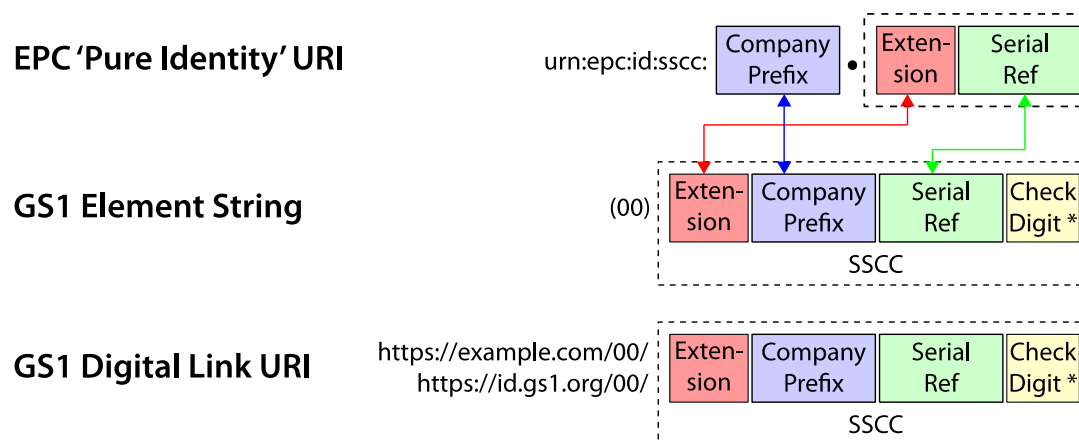 EPC ‘Pure Identity’ URI
urn:epc:id:sscc:
Company
Prefix
•
Exten-
sion
Serial
Ref
GS1 Element String
(00)
Exten-
sion
Company
Prefix
Serial
Ref
Check
Digit *
SSCC
GS1 Digital Link URI
https://example.com/00/
https://id.gs1.org/00/
Exten-
sion
Company
Prefix
Serial
Ref
Check
Digit *
SSCC